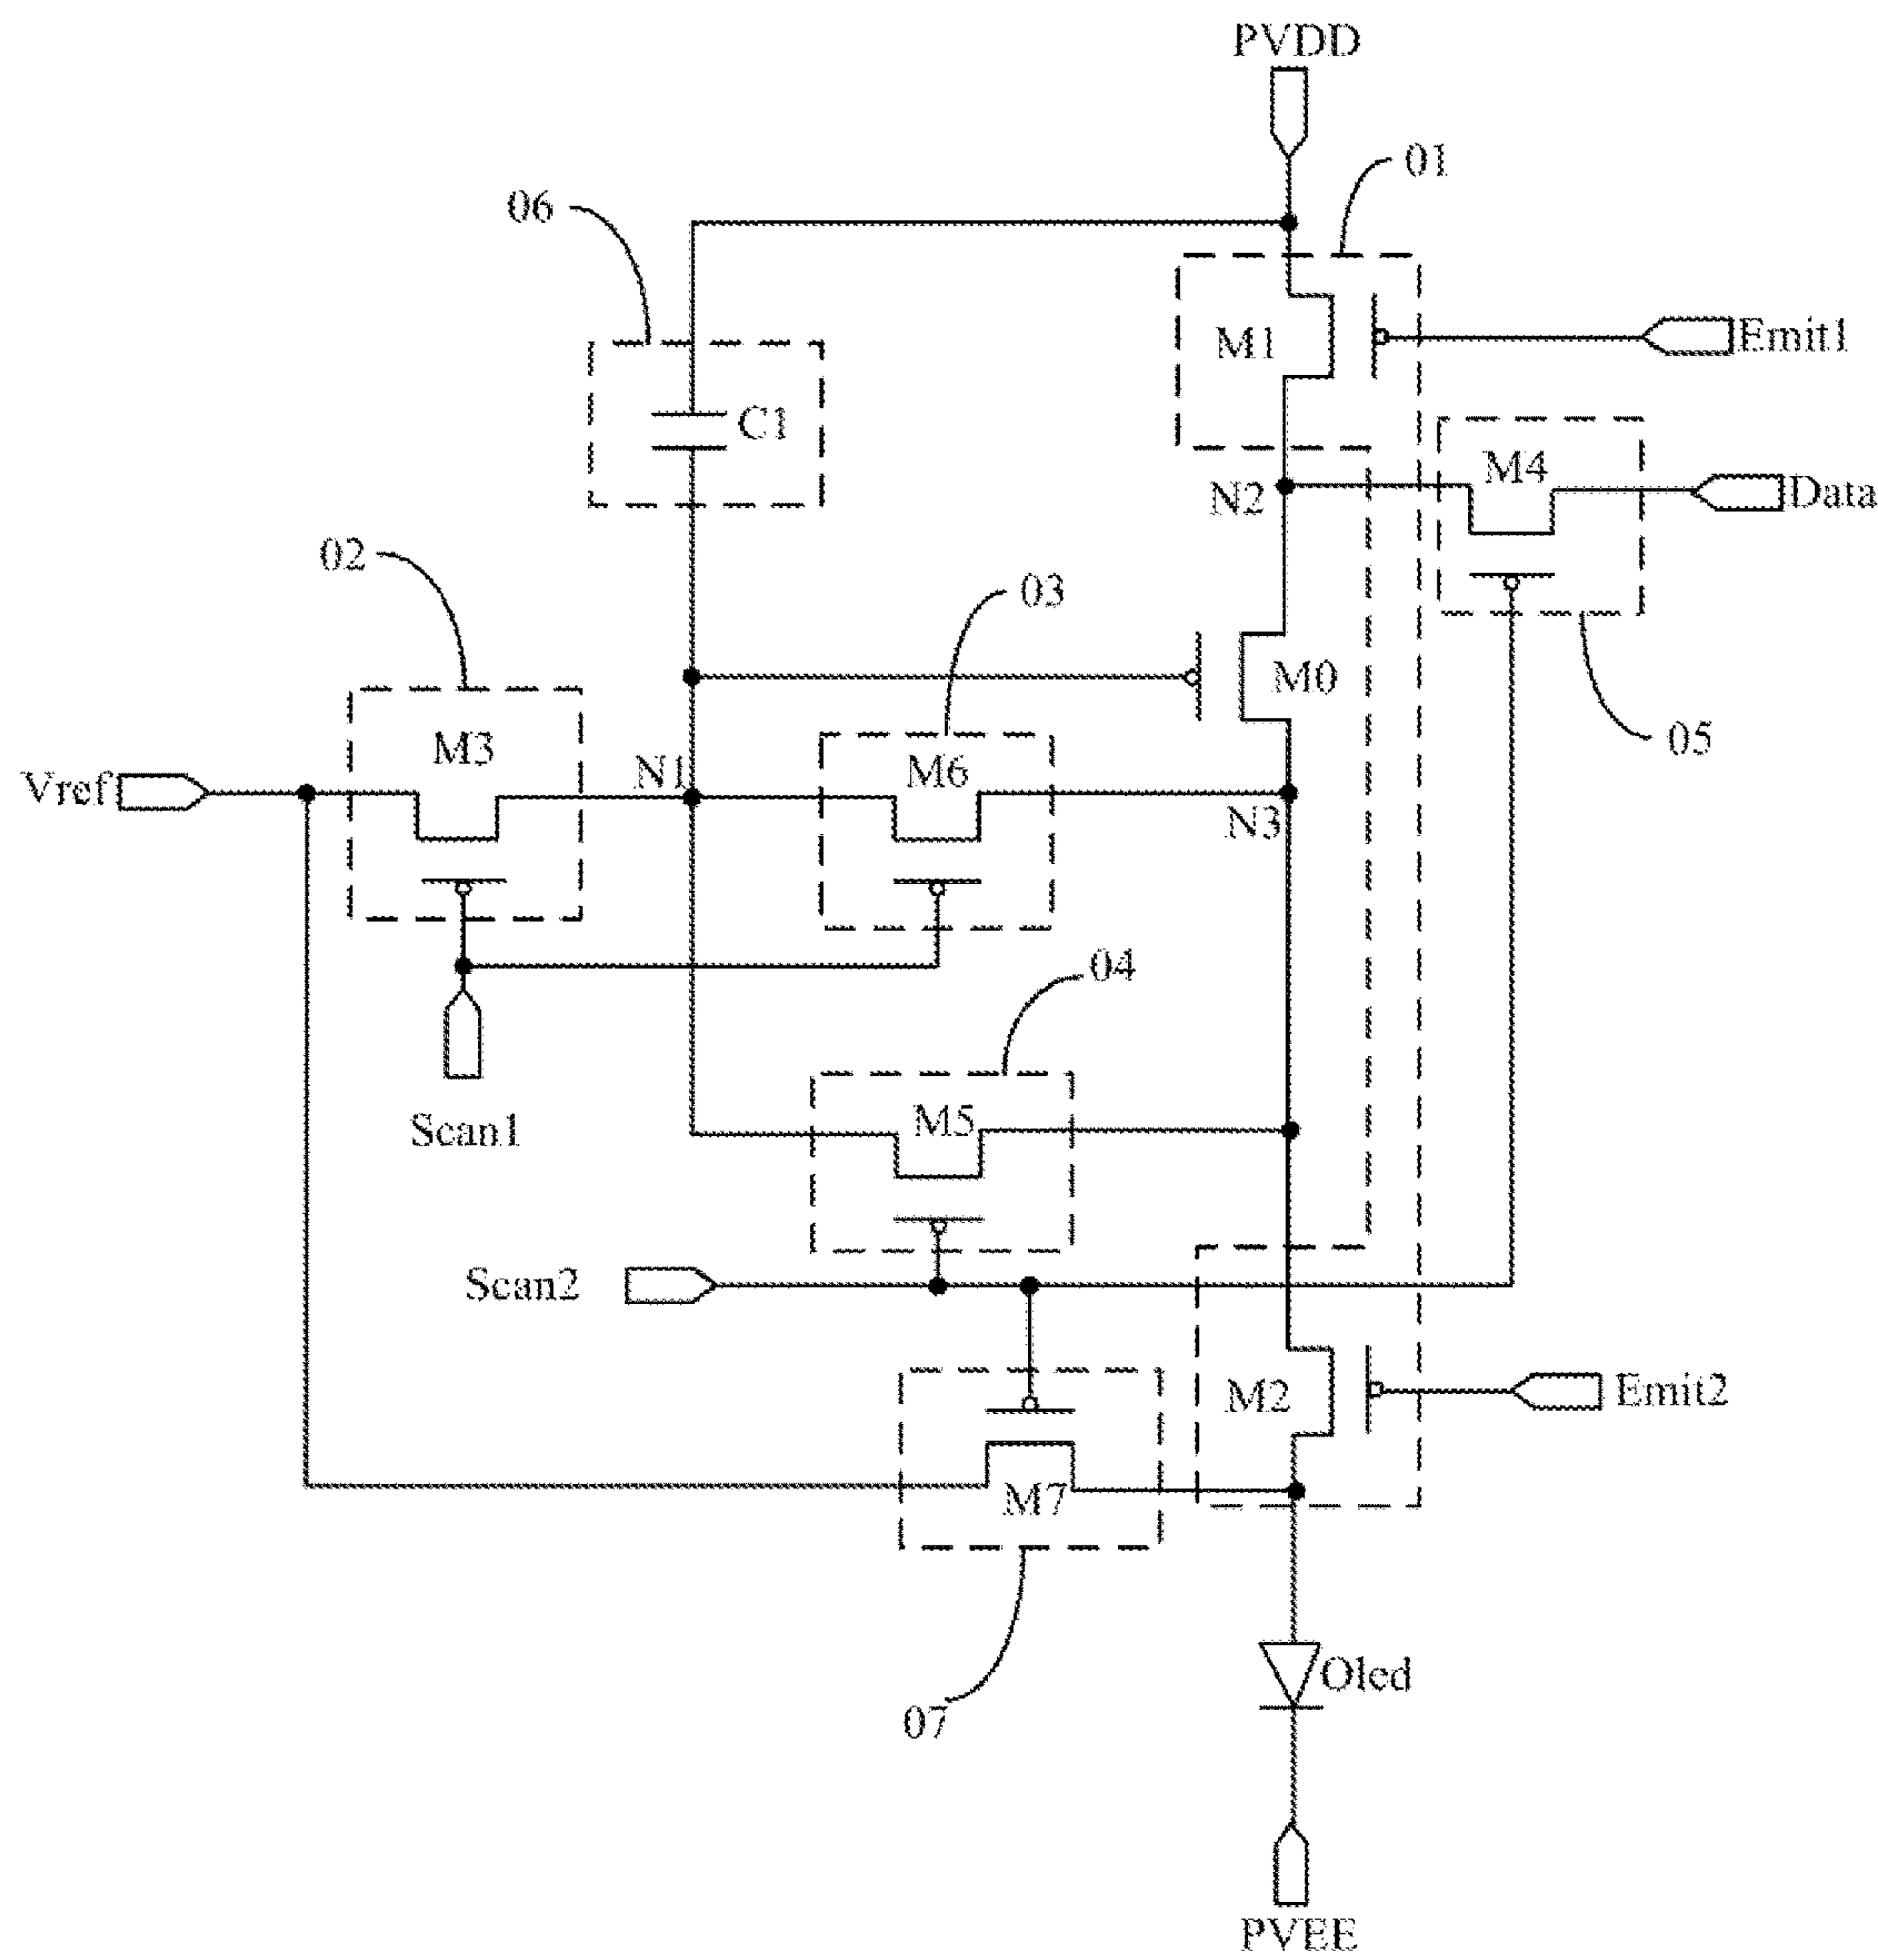 PVDD
01
06
M1
Emit1
C1
M4
N2
Data
02
03
M0
05
M3
N1
M6
Vref
N3
04
M5
Scan1
Scan2
M2
Emit2
M7
Oled
07
PVEE